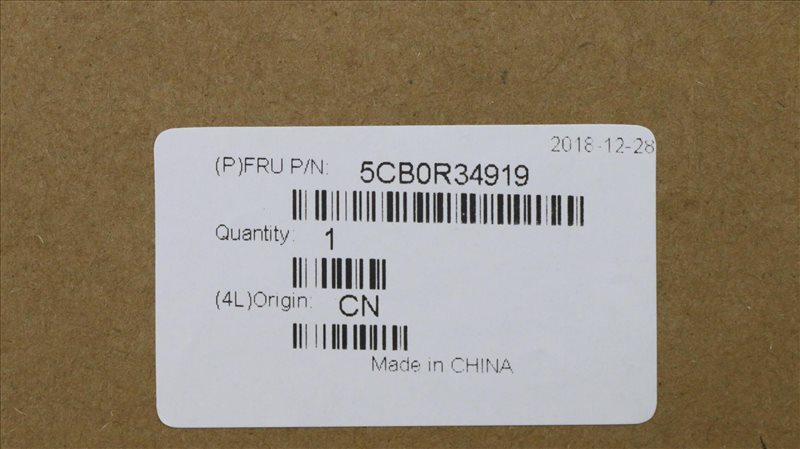 2018-12-28
(P)FRU P/N: 5CB0R34919
Quantity: 1
(4L)Origin: CN
Made in CHINA